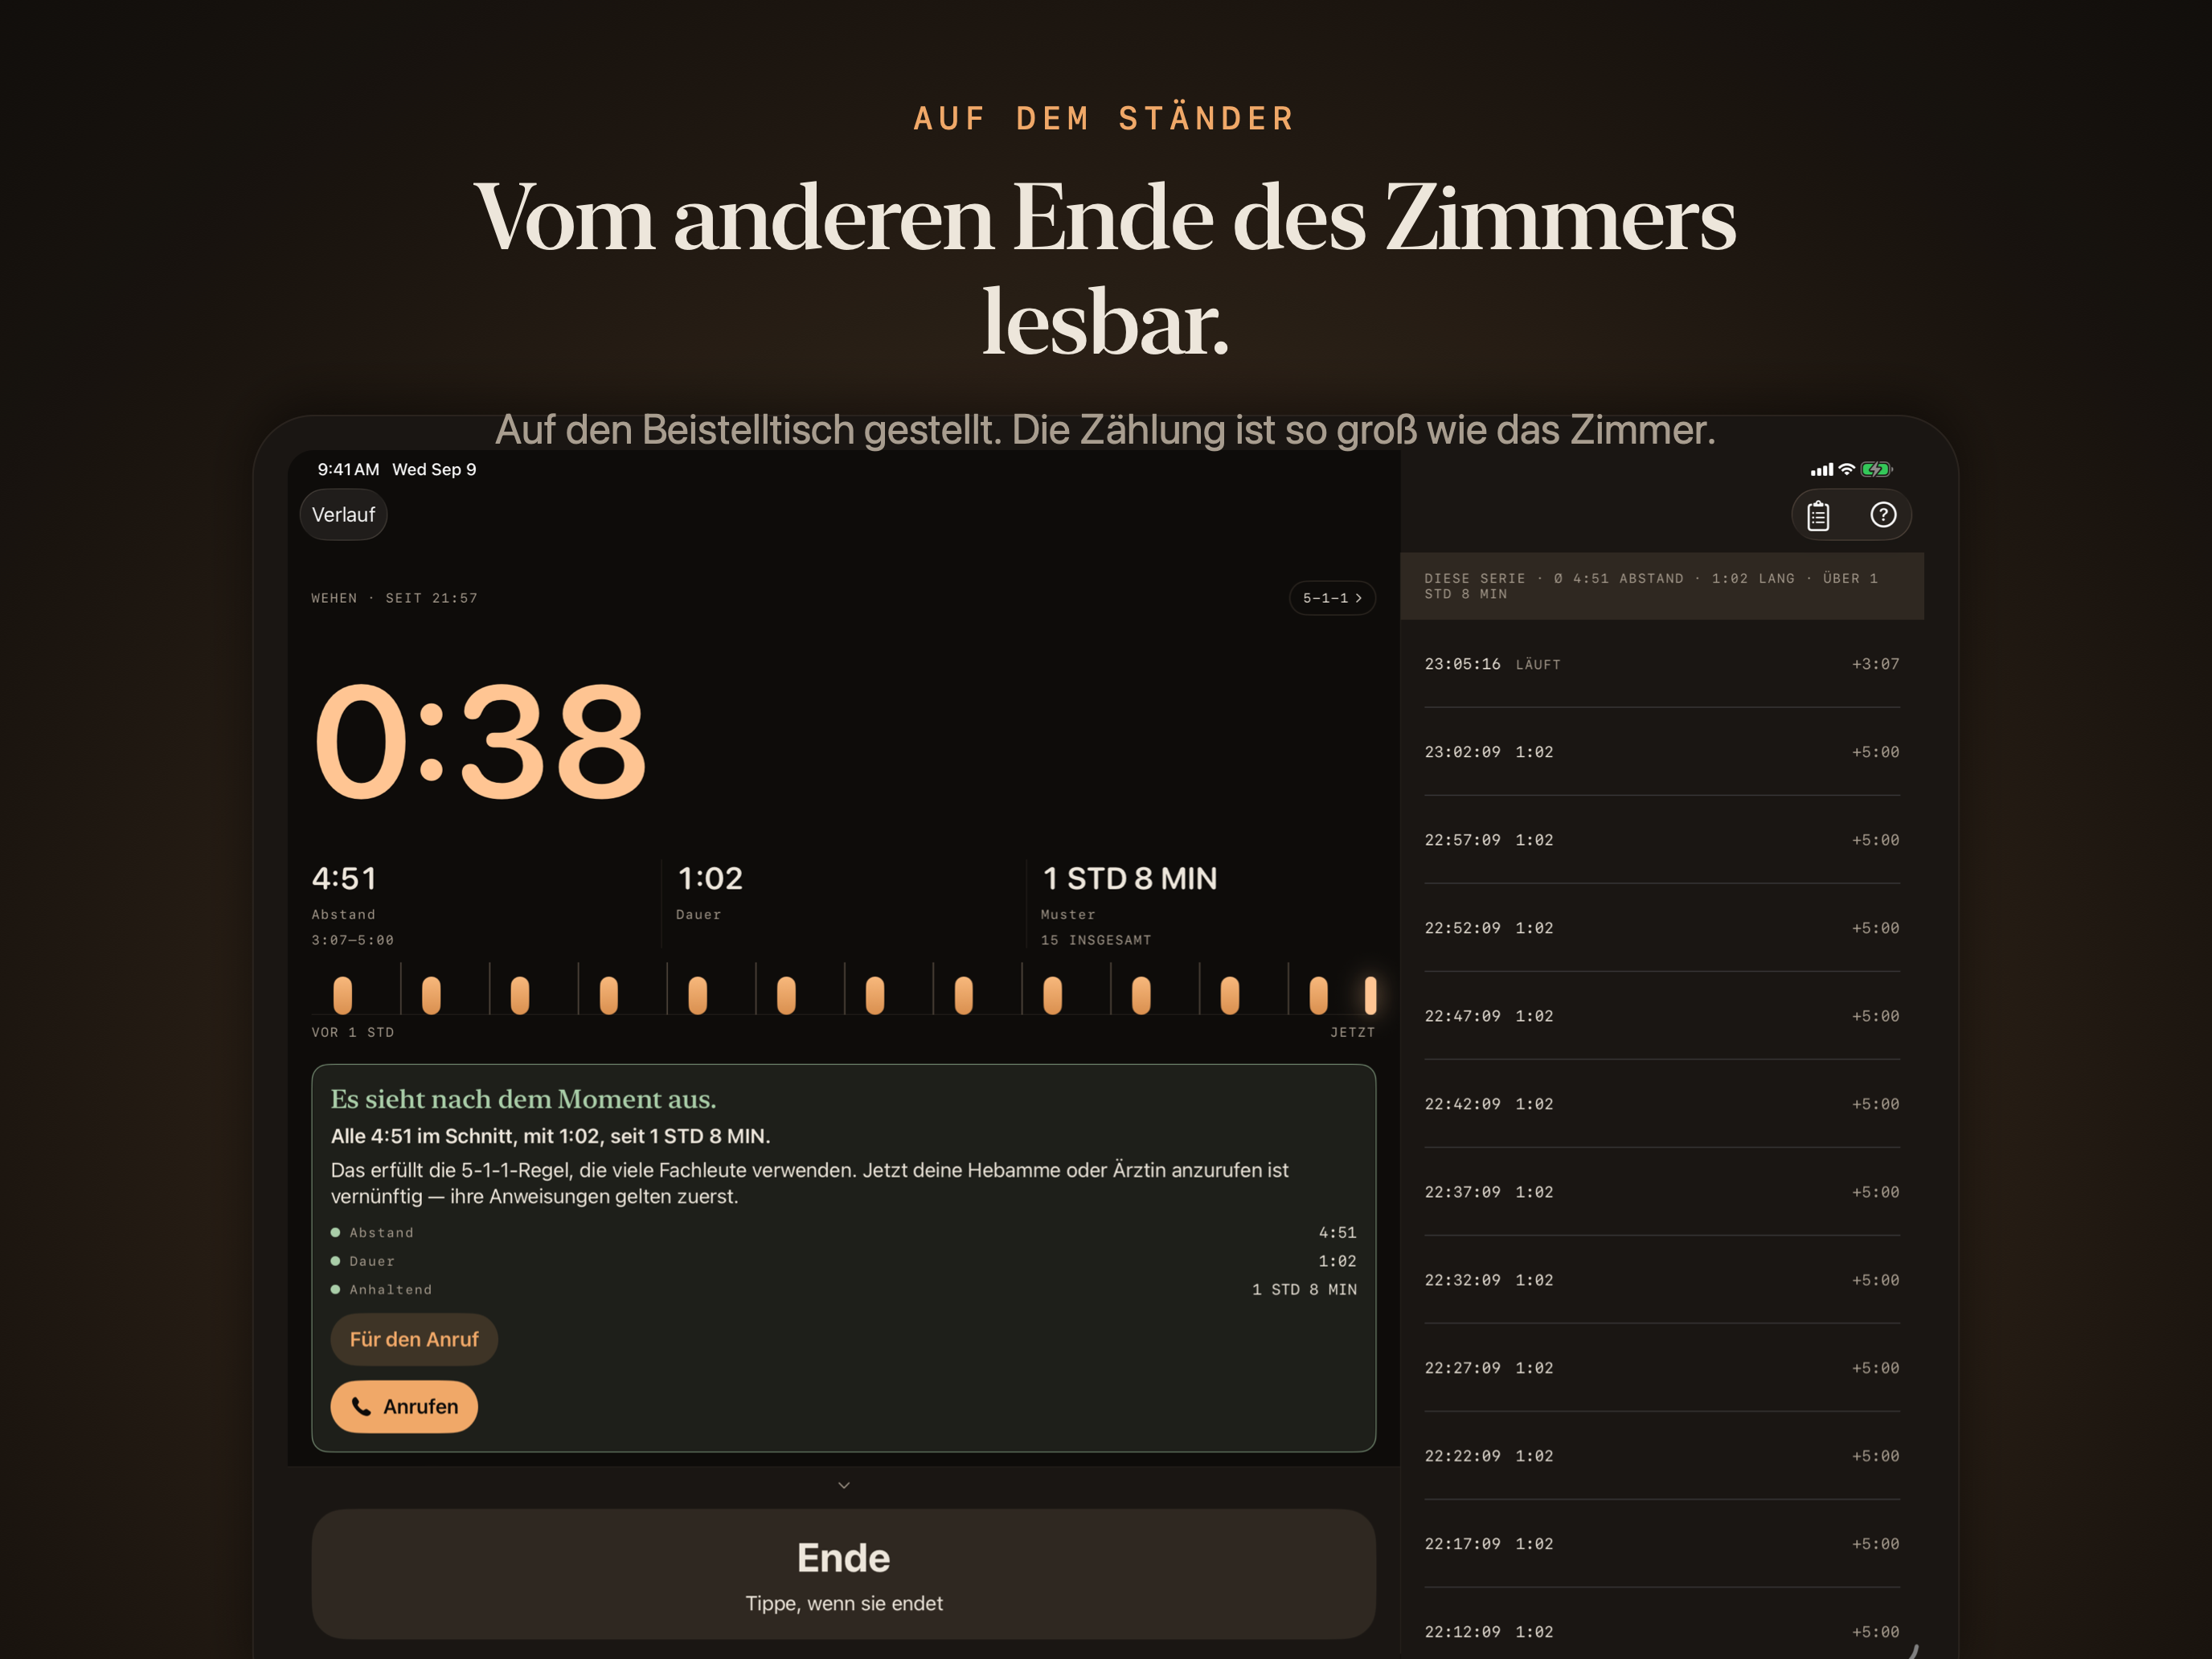 AUF DEM STÄNDER
Vom anderen Ende des Zimmers
lesbar.
Auf den Beistelltisch gestellt. Die Zählung ist so groß wie das Zimmer.
9:41 AM Wed Sep 9
Verlauf
WEHEN · SEIT 21:57
5-1-1
0:38
4:51
Abstand
3:07–5:00
1:02
Dauer
1 STD 8 MIN
Muster
15 INSGESAMT
VOR 1 STD
JETZT
Es sieht nach dem Moment aus.
Alle 4:51 im Schnitt, mit 1:02, seit 1 STD 8 MIN.
Das erfüllt die 5-1-1-Regel, die viele Fachleute verwenden. Jetzt deine Hebamme oder Ärztin anzurufen ist
vernünftig — ihre Anweisungen gelten zuerst.
Abstand 4:51
Dauer 1:02
Anhaltend 1 STD 8 MIN
Für den Anruf
Anrufen
Ende
Tippe, wenn sie endet
DIESE SERIE · Ø 4:51 ABSTAND · 1:02 LANG · ÜBER 1
STD 8 MIN
23:05:16 LÄUFT +3:07
23:02:09 1:02 +5:00
22:57:09 1:02 +5:00
22:52:09 1:02 +5:00
22:47:09 1:02 +5:00
22:42:09 1:02 +5:00
22:37:09 1:02 +5:00
22:32:09 1:02 +5:00
22:27:09 1:02 +5:00
22:22:09 1:02 +5:00
22:17:09 1:02 +5:00
22:12:09 1:02 +5:00